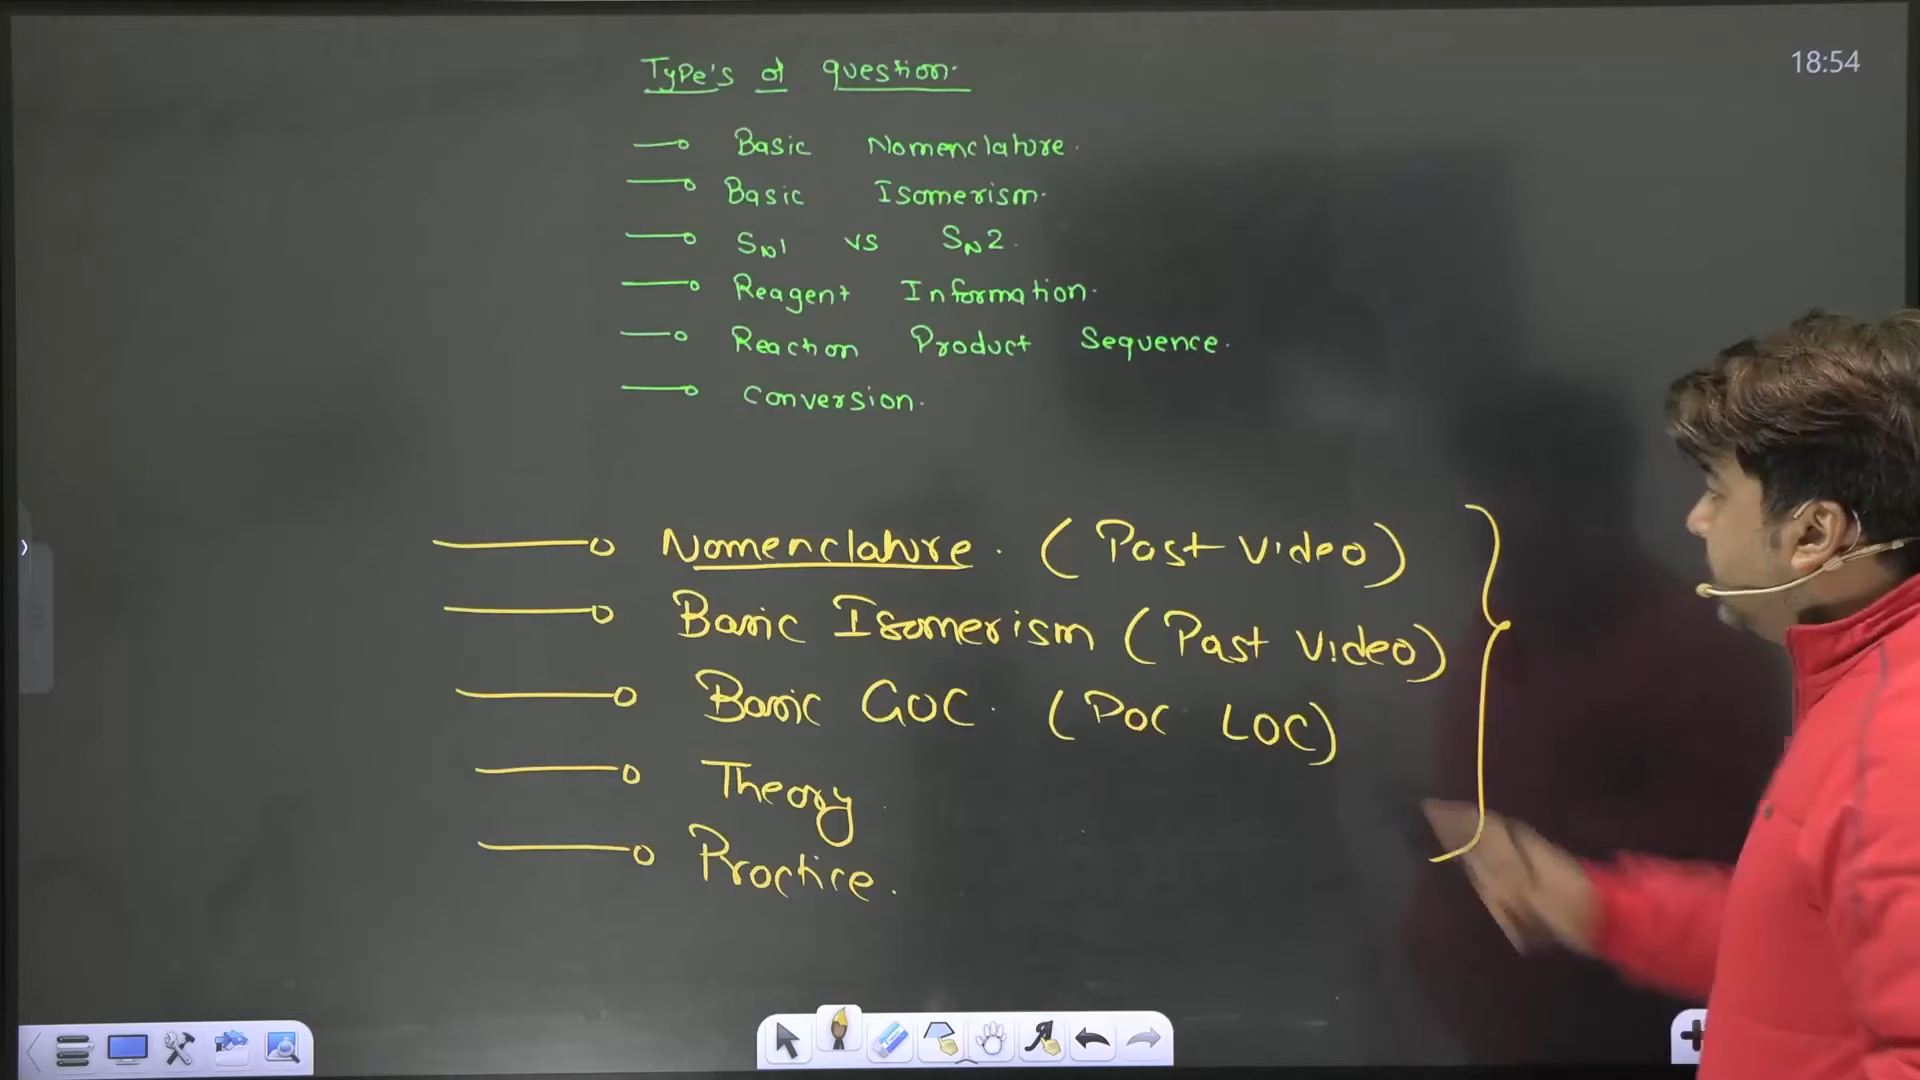 18:54
Type's of question.
Basic Nomenclature.
Basic Isomerism.
SN1 vs SN2.
Reagent Information.
Reaction Product Sequence.
Conversion.
Nomenclature. (Past Video)
Basic Isomerism (Past Video)
Basic GOC. (POC LOC)
Theory
Practice.